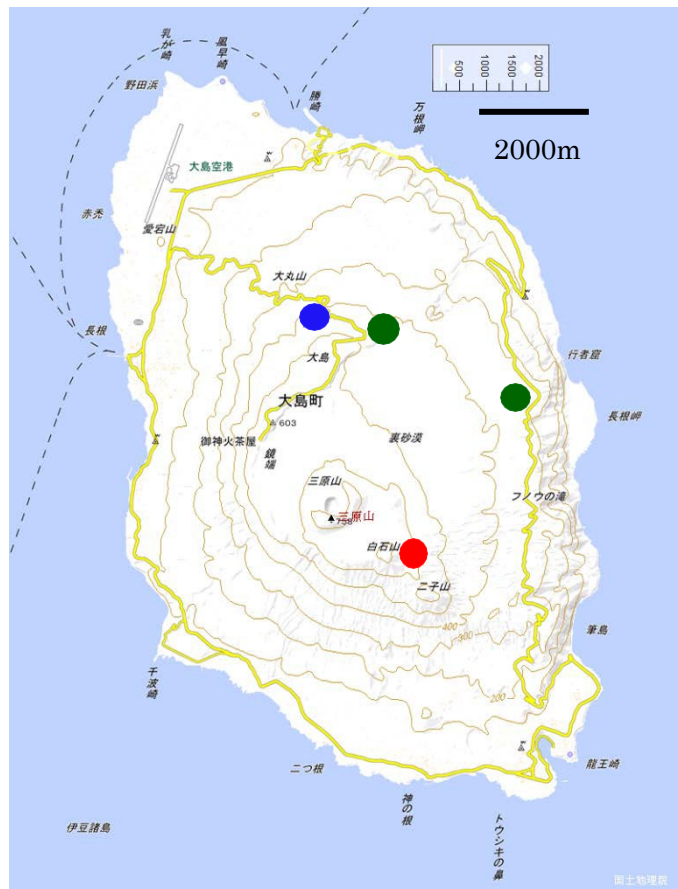 乳が崎
風早崎
野田浜
勝崎
万根岬
500
1000
1500
2000
2000m
大島空港
赤禿
愛宕山
大丸山
長根
大島
大島町
603
御神火茶屋
鏡端
裏砂漠
行者窟
長根岬
三原山
三原山
758
フノウの滝
白石山
二子山
400
300
200
筆島
千波崎
二つ根
神の根
トウシキの鼻
龍王崎
伊豆諸島
国土地理院